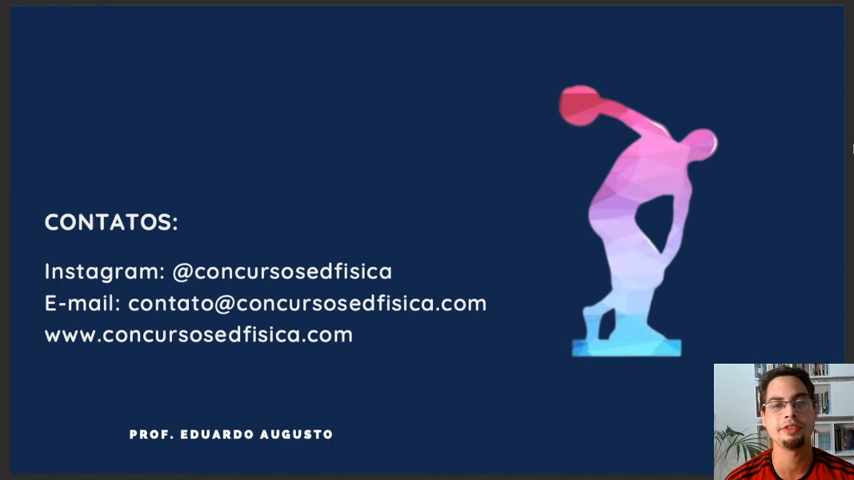 CONTATOS:
Instagram: @concursosedfisica
E-mail: contato@concursosedfisica.com
www.concursosedfisica.com
PROF. EDUARDO AUGUSTO